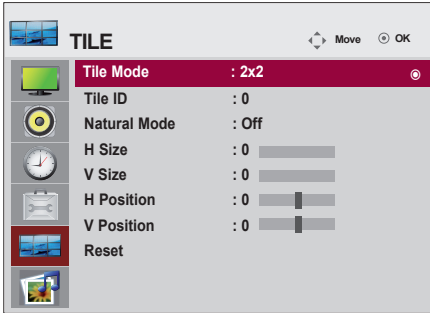 TILE Move OK
Tile Mode : 2x2
Tile ID : 0
Natural Mode : Off
H Size : 0
V Size : 0
H Position : 0
V Position : 0
Reset